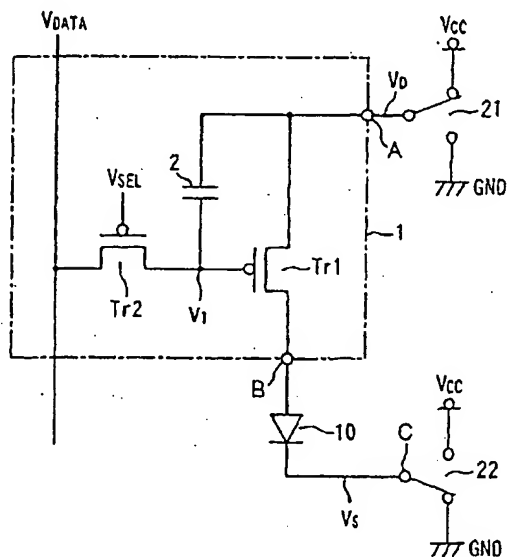 VDATA
VCC
VD
21
A
2
GND
VSEL
1
Tr1
Tr2
V1
B
VCC
10
C
22
VS
GND